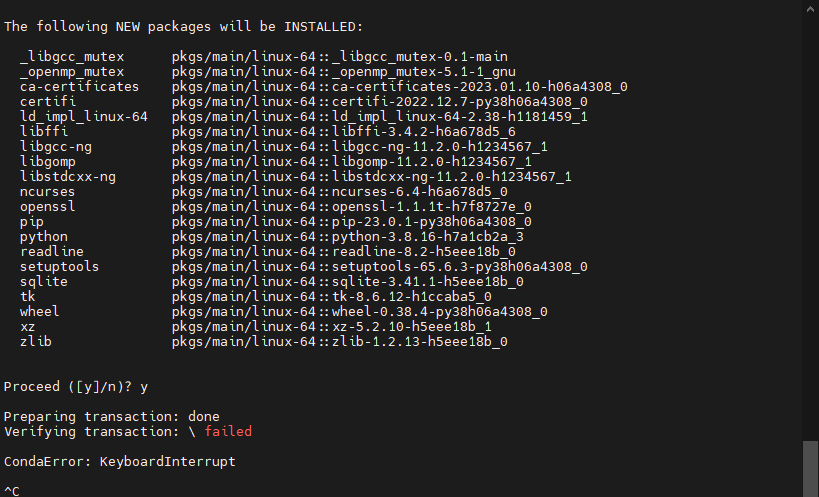 The following NEW packages will be INSTALLED:
_libgcc_mutex pkgs/main/linux-64::_libgcc_mutex-0.1-main
_openmp_mutex pkgs/main/linux-64::_openmp_mutex-5.1-1_gnu
ca-certificates pkgs/main/linux-64::ca-certificates-2023.01.10-h06a4308_0
certifi pkgs/main/linux-64::certifi-2022.12.7-py38h06a4308_0
ld_impl_linux-64 pkgs/main/linux-64::ld_impl_linux-64-2.38-h1181459_1
libffi pkgs/main/linux-64::libffi-3.4.2-h6a678d5_6
libgcc-ng pkgs/main/linux-64::libgcc-ng-11.2.0-h1234567_1
libgomp pkgs/main/linux-64::libgomp-11.2.0-h1234567_1
libstdcxx-ng pkgs/main/linux-64::libstdcxx-ng-11.2.0-h1234567_1
ncurses pkgs/main/linux-64::ncurses-6.4-h6a678d5_0
openssl pkgs/main/linux-64::openssl-1.1.1t-h7f8727e_0
pip pkgs/main/linux-64::pip-23.0.1-py38h06a4308_0
python pkgs/main/linux-64::python-3.8.16-h7a1cb2a_3
readline pkgs/main/linux-64::readline-8.2-h5eee18b_0
setuptools pkgs/main/linux-64::setuptools-65.6.3-py38h06a4308_0
sqlite pkgs/main/linux-64::sqlite-3.41.1-h5eee18b_0
tk pkgs/main/linux-64::tk-8.6.12-h1ccaba5_0
wheel pkgs/main/linux-64::wheel-0.38.4-py38h06a4308_0
xz pkgs/main/linux-64::xz-5.2.10-h5eee18b_1
zlib pkgs/main/linux-64::zlib-1.2.13-h5eee18b_0
Proceed ([y]/n)? y
Preparing transaction: done
Verifying transaction: \ failed
CondaError: KeyboardInterrupt
^C